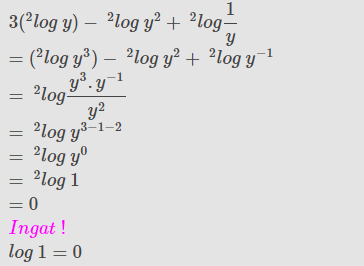 3(²log y) − ²log y² + ²log 1/y
= (²log y³) − ²log y² + ²log y⁻¹
= ²log y³.y⁻¹/y²
= ²log y³⁻¹⁻²
= ²log y⁰
= ²log 1
= 0
Ingat !
log 1 = 0